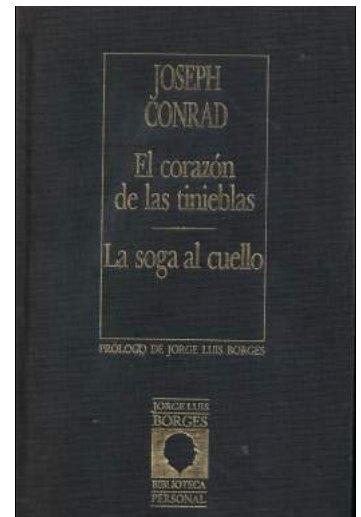 JOSEPH
CONRAD
El corazón
de las tinieblas
La soga al cuello
PRÓLOGO DE JORGE LUIS BORGES
JORGE LUIS
BORGES
BIBLIOTECA
PERSONAL